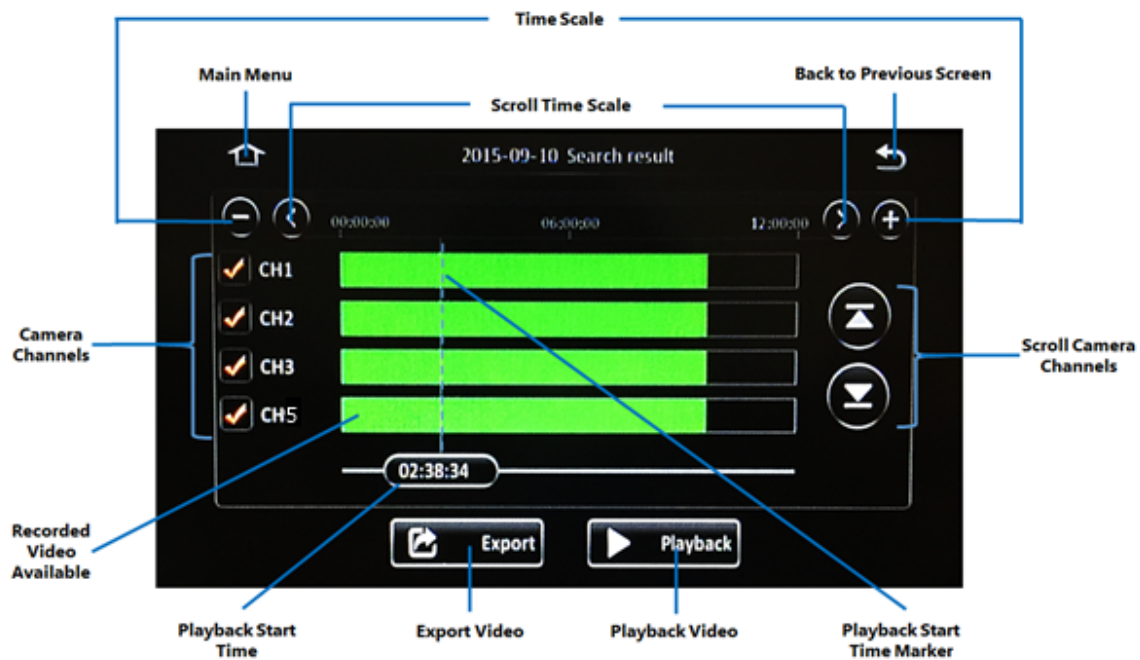 Time Scale
Main Menu
Back to Previous Screen
Scroll Time Scale
2015-09-10 Search result
00:00:00 06:00:00 12:00:00
CH1
CH2
CH3
CH5
Camera
Channels
Scroll Camera
Channels
02:38:34
Recorded
Video
Available
Export
Playback
Playback Start
Time
Export Video
Playback Video
Playback Start
Time Marker